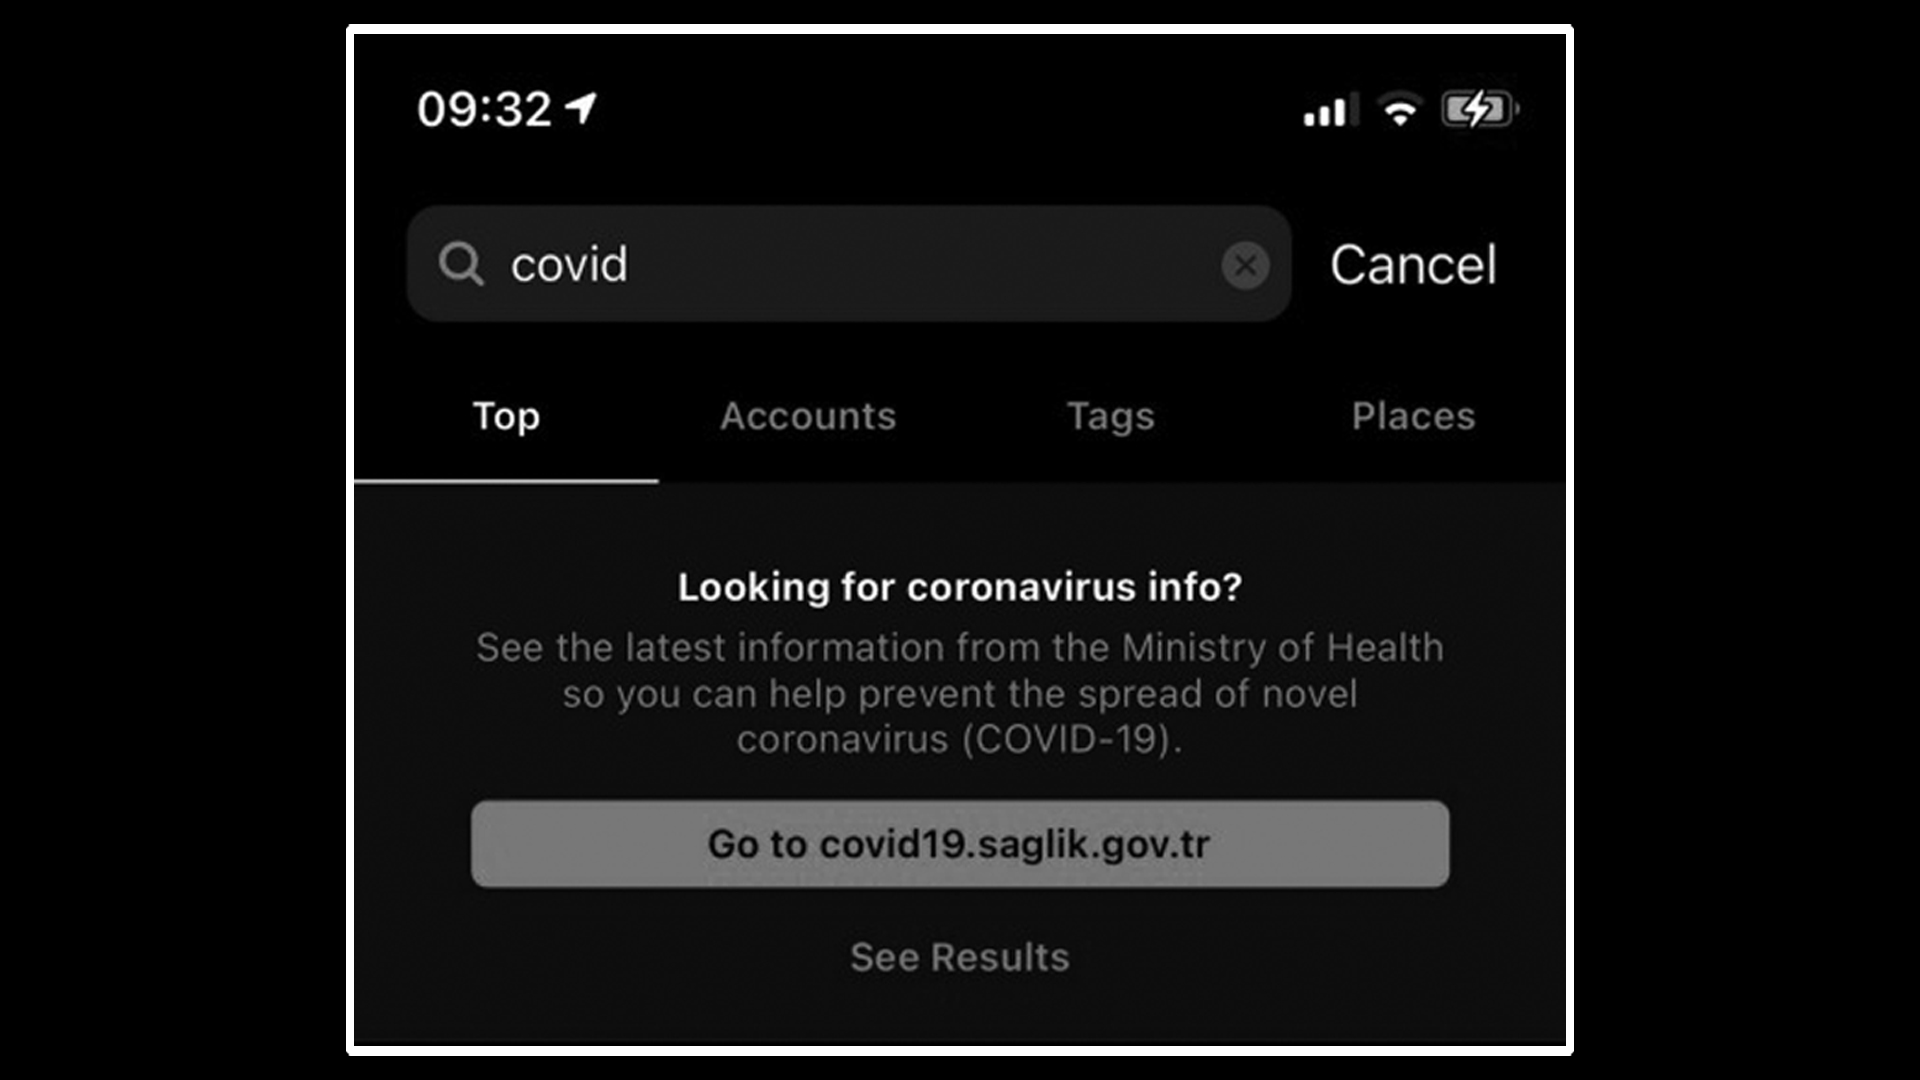 09:32
covid
Cancel
Top Accounts Tags Places
Looking for coronavirus info?
See the latest information from the Ministry of Health
so you can help prevent the spread of novel
coronavirus (COVID-19).
Go to covid19.saglik.gov.tr
See Results